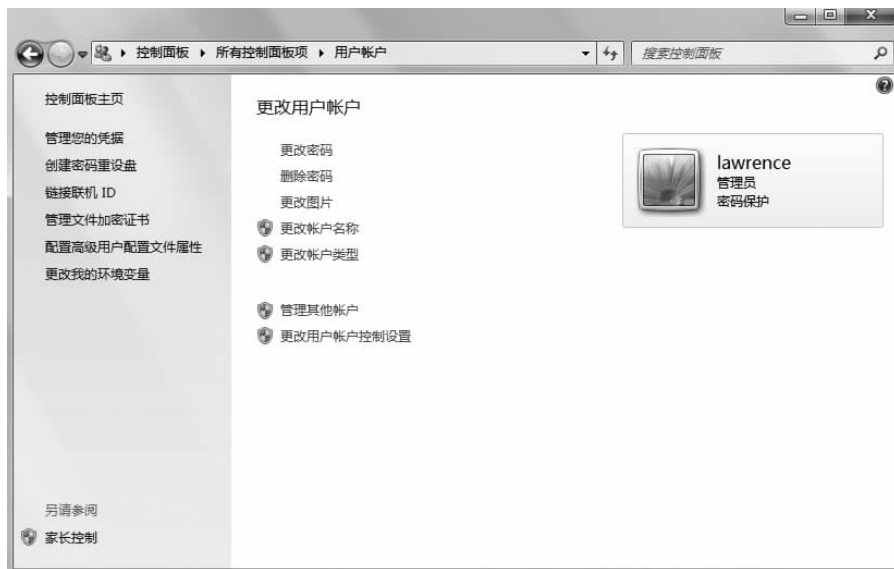 控制面板 所有控制面板项 用户帐户 搜索控制面板
控制面板主页
管理您的凭据
创建密码重设盘
链接联机 ID
管理文件加密证书
配置高级用户配置文件属性
更改我的环境变量
另请参阅
家长控制
更改用户帐户
更改密码
删除密码
更改图片
更改帐户名称
更改帐户类型
管理其他帐户
更改用户帐户控制设置
lawrence
管理员
密码保护